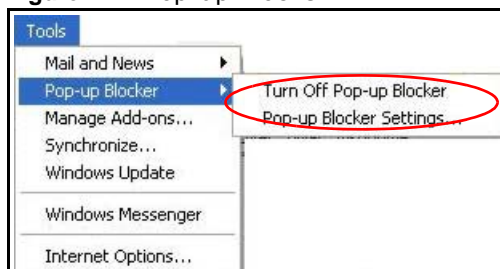 Tools
Mail and News
Pop-up Blocker
Turn Off Pop-up Blocker
Manage Add-ons...
Pop-up Blocker Settings...
Synchronize...
Windows Update
Windows Messenger
Internet Options...